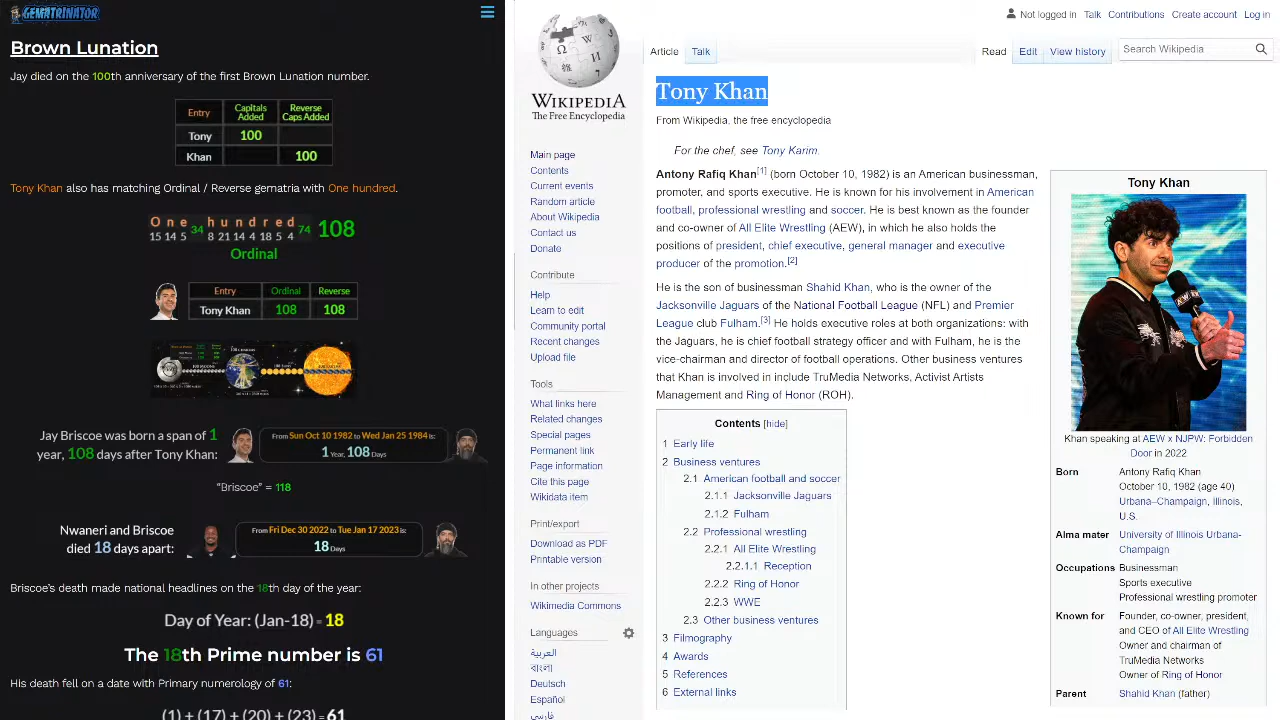 GEMATRINATOR
Brown Lunation
Jay died on the 100th anniversary of the first Brown Lunation number.
Entry Capitals Added Reverse Caps Added
Tony 100
Khan 100
Tony Khan also has matching Ordinal / Reverse gematria with One hundred.
One hundred 108
15 14 5 34 8 21 14 4 18 5 4 74
Ordinal
Entry Ordinal Reverse
Tony Khan 108 108
Jay Briscoe was born a span of 1
year, 108 days after Tony Khan:
From Sun Oct 10 1982 to Wed Jan 25 1984 is:
1 Year, 108 Days
"Briscoe" = 118
Nwaneri and Briscoe
died 18 days apart:
From Fri Dec 30 2022 to Tue Jan 17 2023 is:
18 Days
Briscoe's death made national headlines on the 18th day of the year:
Day of Year: (Jan-18) = 18
The 18th Prime number is 61
His death fell on a date with Primary numerology of 61:
(1) + (17) + (20) + (23) = 61
WIKIPEDIA
The Free Encyclopedia
Main page
Contents
Current events
Random article
About Wikipedia
Contact us
Donate
Contribute
Help
Learn to edit
Community portal
Recent changes
Upload file
Tools
What links here
Related changes
Special pages
Permanent link
Page information
Cite this page
Wikidata item
Print/export
Download as PDF
Printable version
In other projects
Wikimedia Commons
Languages
العربية
বাংলা
Deutsch
Español
فارسی
Not logged in Talk Contributions Create account Log in
Article Talk Read Edit View history Search Wikipedia
Tony Khan
From Wikipedia, the free encyclopedia
For the chef, see Tony Karim.
Antony Rafiq Khan[1] (born October 10, 1982) is an American businessman,
promoter, and sports executive. He is known for his involvement in American
football, professional wrestling and soccer. He is best known as the founder
and co-owner of All Elite Wrestling (AEW), in which he also holds the
positions of president, chief executive, general manager and executive
producer of the promotion.[2]
He is the son of businessman Shahid Khan, who is the owner of the
Jacksonville Jaguars of the National Football League (NFL) and Premier
League club Fulham.[3] He holds executive roles at both organizations: with
the Jaguars, he is chief football strategy officer and with Fulham, he is the
vice-chairman and director of football operations. Other business ventures
that Khan is involved in include TruMedia Networks, Activist Artists
Management and Ring of Honor (ROH).
Contents [hide]
1 Early life
2 Business ventures
2.1 American football and soccer
2.1.1 Jacksonville Jaguars
2.1.2 Fulham
2.2 Professional wrestling
2.2.1 All Elite Wrestling
2.2.1.1 Reception
2.2.2 Ring of Honor
2.2.3 WWE
2.3 Other business ventures
3 Filmography
4 Awards
5 References
6 External links
Tony Khan
AEW
Khan speaking at AEW x NJPW: Forbidden
Door in 2022
Born Antony Rafiq Khan
October 10, 1982 (age 40)
Urbana–Champaign, Illinois,
U.S.
Alma mater University of Illinois Urbana-
Champaign
Occupations Businessman
Sports executive
Professional wrestling promoter
Known for Founder, co-owner, president,
and CEO of All Elite Wrestling
Owner and chairman of
TruMedia Networks
Owner of Ring of Honor
Parent Shahid Khan (father)